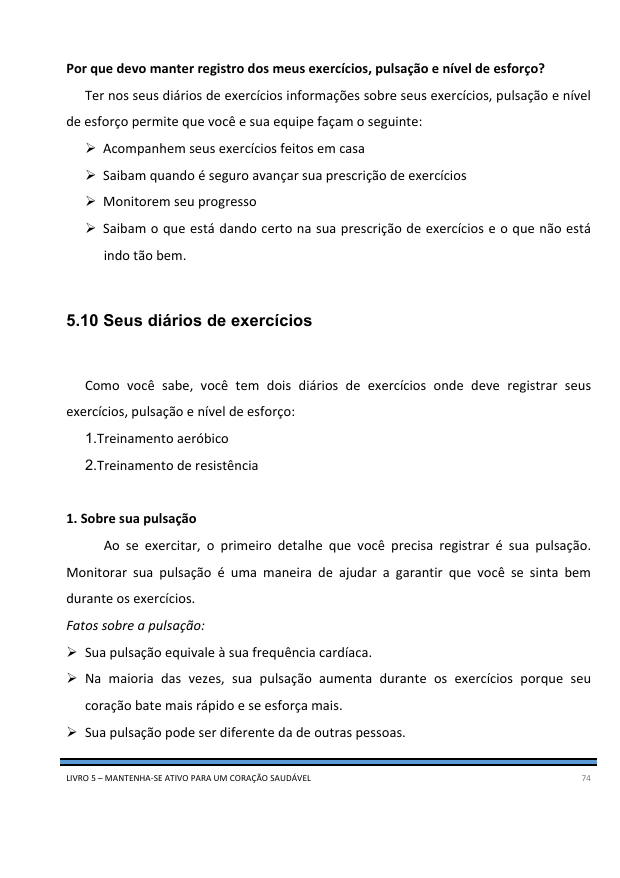 Por que devo manter registro dos meus exercícios, pulsação e nível de esforço?
Ter nos seus diários de exercícios informações sobre seus exercícios, pulsação e nível
de esforço permite que você e sua equipe façam o seguinte:
➢ Acompanhem seus exercícios feitos em casa
➢ Saibam quando é seguro avançar sua prescrição de exercícios
➢ Monitorem seu progresso
➢ Saibam o que está dando certo na sua prescrição de exercícios e o que não está
indo tão bem.
5.10 Seus diários de exercícios
Como você sabe, você tem dois diários de exercícios onde deve registrar seus
exercícios, pulsação e nível de esforço:
1.Treinamento aeróbico
2.Treinamento de resistência
1. Sobre sua pulsação
Ao se exercitar, o primeiro detalhe que você precisa registrar é sua pulsação.
Monitorar sua pulsação é uma maneira de ajudar a garantir que você se sinta bem
durante os exercícios.
Fatos sobre a pulsação:
➢ Sua pulsação equivale à sua frequência cardíaca.
➢ Na maioria das vezes, sua pulsação aumenta durante os exercícios porque seu
coração bate mais rápido e se esforça mais.
➢ Sua pulsação pode ser diferente da de outras pessoas.
LIVRO 5 – MANTENHA-SE ATIVO PARA UM CORAÇÃO SAUDÁVEL 74